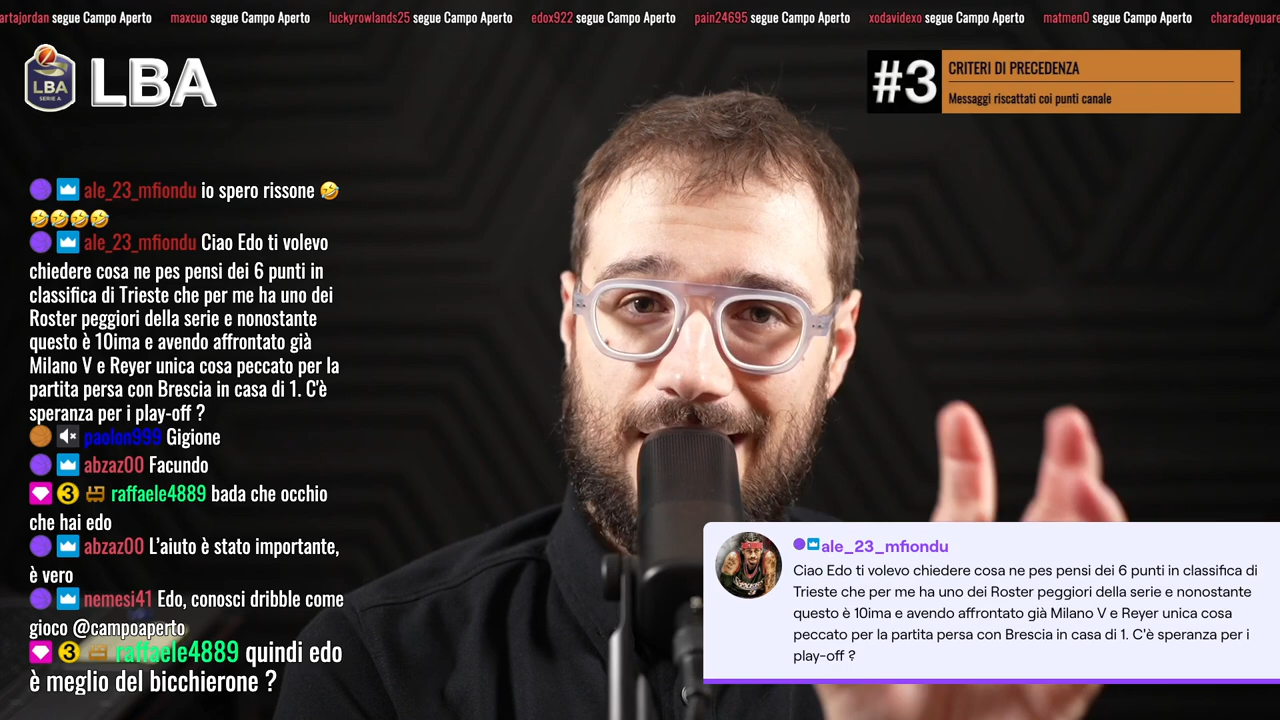 artajordan segue Campo Aperto maxcuo segue Campo Aperto luckyrowlands25 segue Campo Aperto edox922 segue Campo Aperto pain24695 segue Campo Aperto xodavidexo segue Campo Aperto matmen0 segue Campo Aperto charadeyouare
LBA
SERIE A
LBA
#3
CRITERI DI PRECEDENZA
Messaggi riscattati coi punti canale
ale_23_mfiondu io spero rissone 🤣
🤣🤣🤣🤣
ale_23_mfiondu Ciao Edo ti volevo
chiedere cosa ne pes pensi dei 6 punti in
classifica di Trieste che per me ha uno dei
Roster peggiori della serie e nonostante
questo è 10ima e avendo affrontato già
Milano V e Reyer unica cosa peccato per la
partita persa con Brescia in casa di 1. C'è
speranza per i play-off ?
paolon999 Gigione
abzaz00 Facundo
3 raffaele4889 bada che occhio
che hai edo
abzaz00 L’aiuto è stato importante,
è vero
nemesi41 Edo, conosci dribble come
gioco @campoaperto
3 raffaele4889 quindi edo
è meglio del bicchierone ?
ale_23_mfiondu
Ciao Edo ti volevo chiedere cosa ne pes pensi dei 6 punti in classifica di
Trieste che per me ha uno dei Roster peggiori della serie e nonostante
questo è 10ima e avendo affrontato già Milano V e Reyer unica cosa
peccato per la partita persa con Brescia in casa di 1. C'è speranza per i
play-off ?